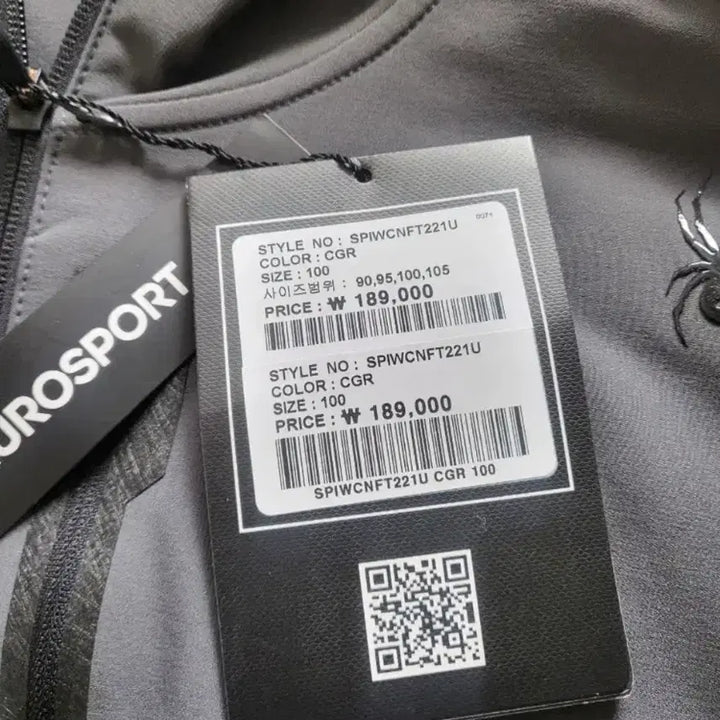 STYLE NO : SPIWCNFT221U
0071
COLOR : CGR
SIZE : 100
사이즈범위 : 90,95,100,105
PRICE : ₩ 189,000
STYLE NO : SPIWCNFT221U
COLOR : CGR
SIZE : 100
PRICE : ₩ 189,000
SPIWCNFT221U CGR 100
UROSPORT